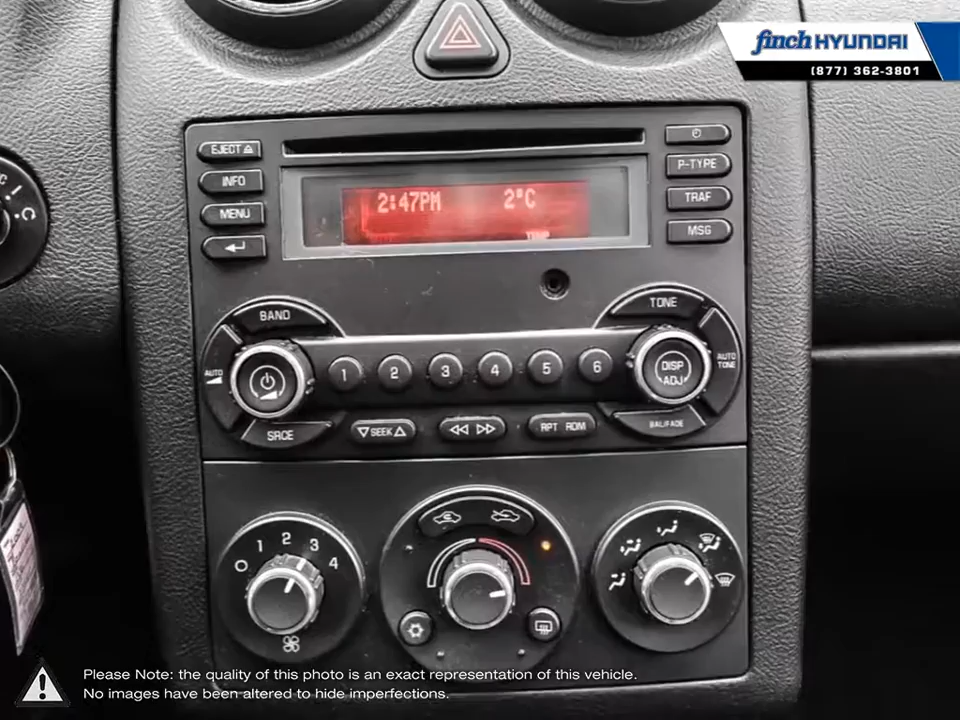 finch HYUNDAI
(877) 362-3801
EJECT
INFO
MENU
P-TYPE
TRAF
MSG
2:47PM 2°C
TEMP
BAND
TONE
AUTO
1 2 3 4 5 6
DISP
ADJ
AUTO
TONE
SRCE
SEEK
RPT RDM
BAL/FADE
0 1 2 3 4
C
Please Note: the quality of this photo is an exact representation of this vehicle.
No images have been altered to hide imperfections.